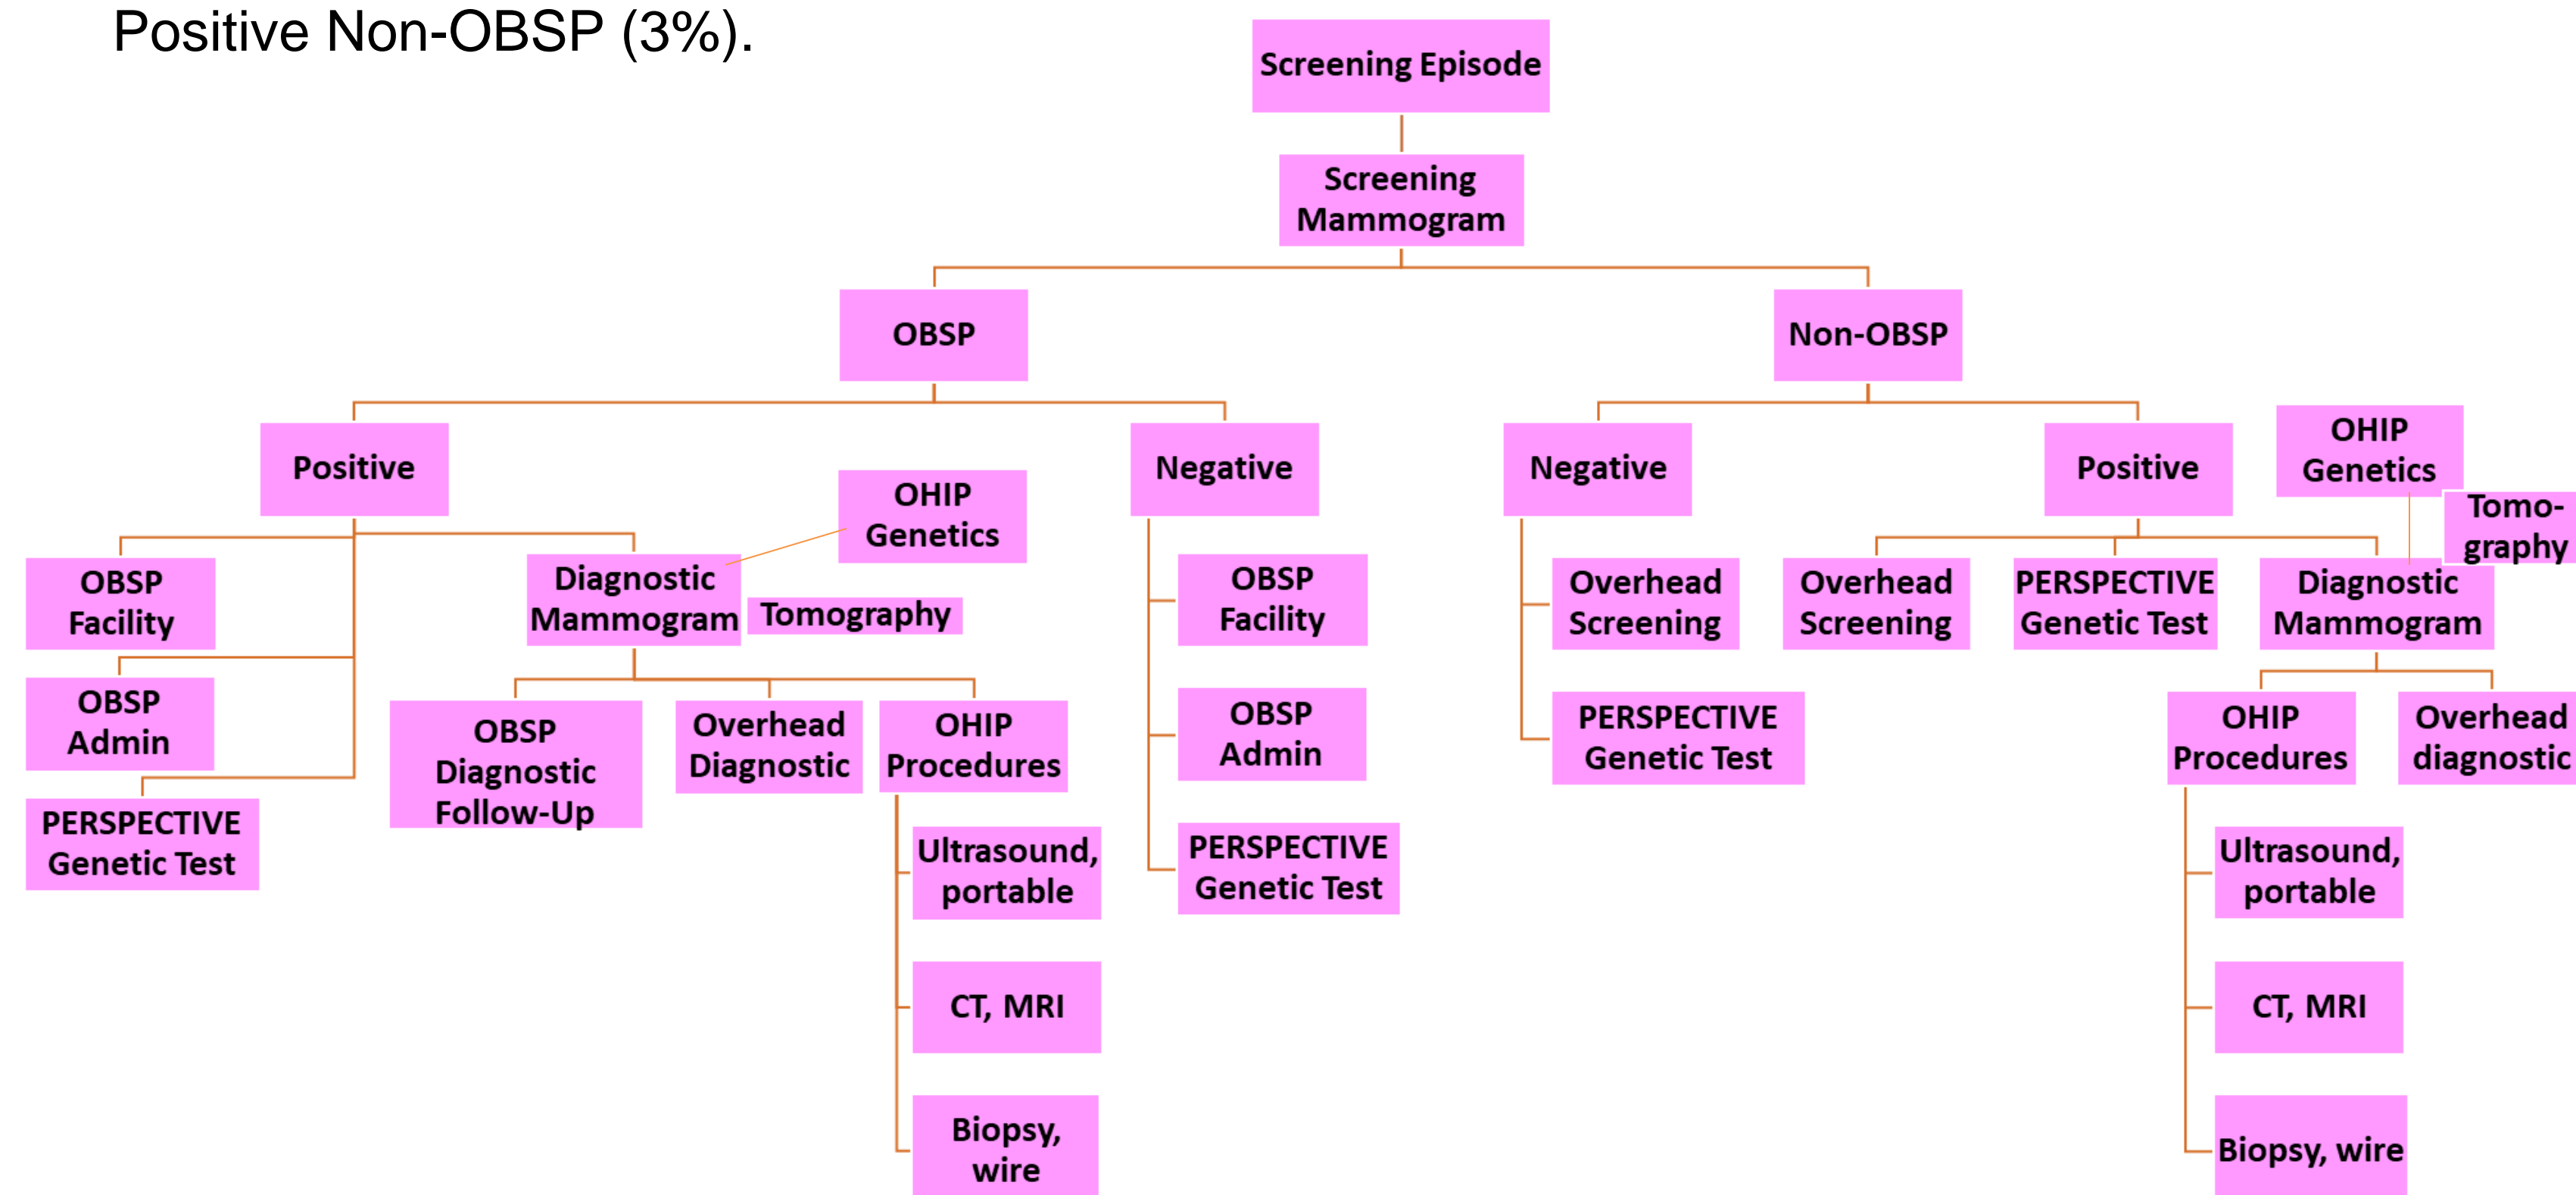 Positive Non-OBSP (3%).
Screening Episode
Screening
Mammogram
OBSP
Non-OBSP
Positive
Negative
Negative
Positive
OHIP
Genetics
OHIP
Genetics
Tomo-
graphy
OBSP
Facility
Diagnostic
Mammogram
Tomography
OBSP
Facility
Overhead
Screening
Overhead
Screening
PERSPECTIVE
Genetic Test
Diagnostic
Mammogram
OBSP
Admin
OBSP
Diagnostic
Follow-Up
Overhead
Diagnostic
OHIP
Procedures
OBSP
Admin
PERSPECTIVE
Genetic Test
OHIP
Procedures
Overhead
diagnostic
PERSPECTIVE
Genetic Test
Ultrasound,
portable
PERSPECTIVE
Genetic Test
Ultrasound,
portable
CT, MRI
CT, MRI
Biopsy,
wire
Biopsy, wire